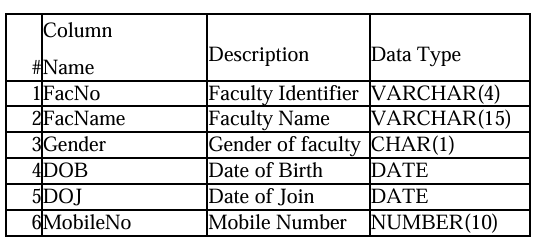 Column
# Name Description Data Type
1 FacNo Faculty Identifier VARCHAR(4)
2 FacName Faculty Name VARCHAR(15)
3 Gender Gender of faculty CHAR(1)
4 DOB Date of Birth DATE
5 DOJ Date of Join DATE
6 MobileNo Mobile Number NUMBER(10)